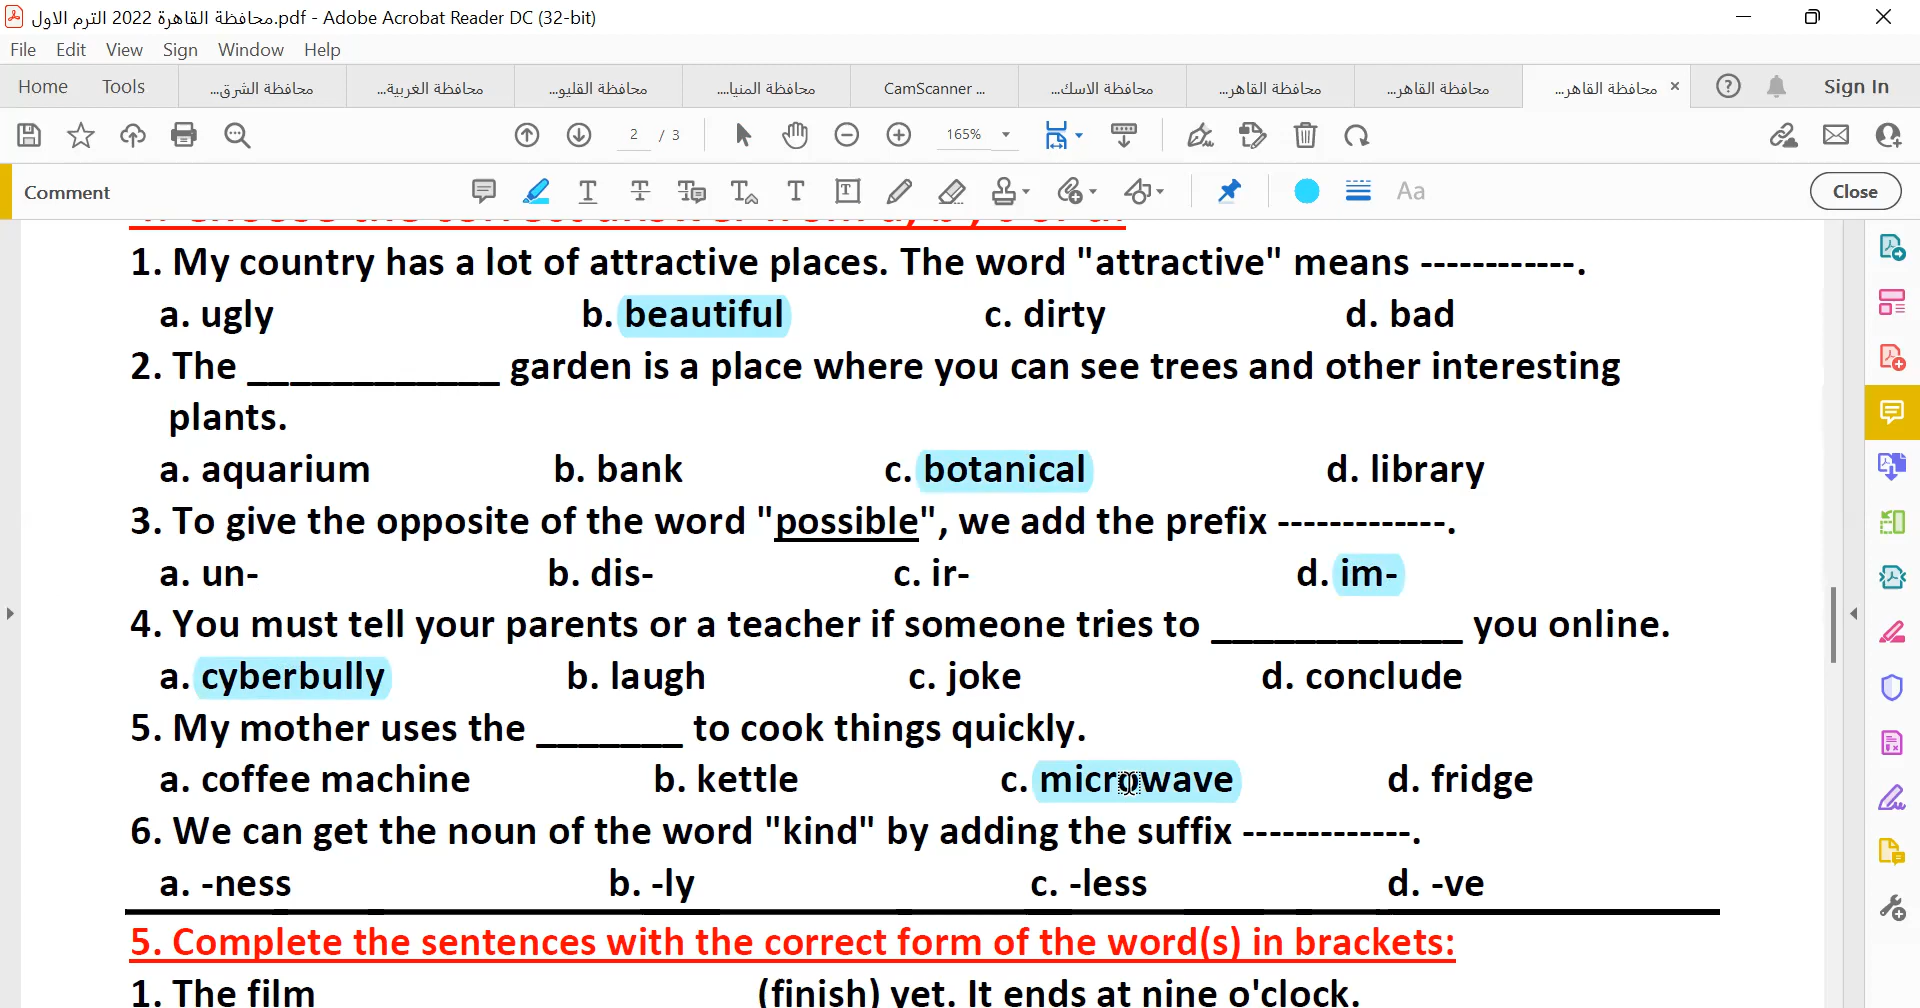 محافظة القاهرة 2022 الترم الاول.pdf - Adobe Acrobat Reader DC (32-bit)
File Edit View Sign Window Help
Home Tools محافظة الشرق... محافظة الغربية... محافظة القليو... محافظة المنيا.... CamScanner ... محافظة الاسك... محافظة القاهر... محافظة القاهر... محافظة القاهر... Sign In
2 / 3 165%
Comment Aa Close
1. My country has a lot of attractive places. The word "attractive" means ------------.
a. ugly b. beautiful c. dirty d. bad
2. The ____________ garden is a place where you can see trees and other interesting
plants.
a. aquarium b. bank c. botanical d. library
3. To give the opposite of the word "possible", we add the prefix -------------.
a. un- b. dis- c. ir- d. im-
4. You must tell your parents or a teacher if someone tries to ____________ you online.
a. cyberbully b. laugh c. joke d. conclude
5. My mother uses the _______ to cook things quickly.
a. coffee machine b. kettle c. microwave d. fridge
6. We can get the noun of the word "kind" by adding the suffix -------------.
a. -ness b. -ly c. -less d. -ve
5. Complete the sentences with the correct form of the word(s) in brackets:
1. The film (finish) yet. It ends at nine o'clock.